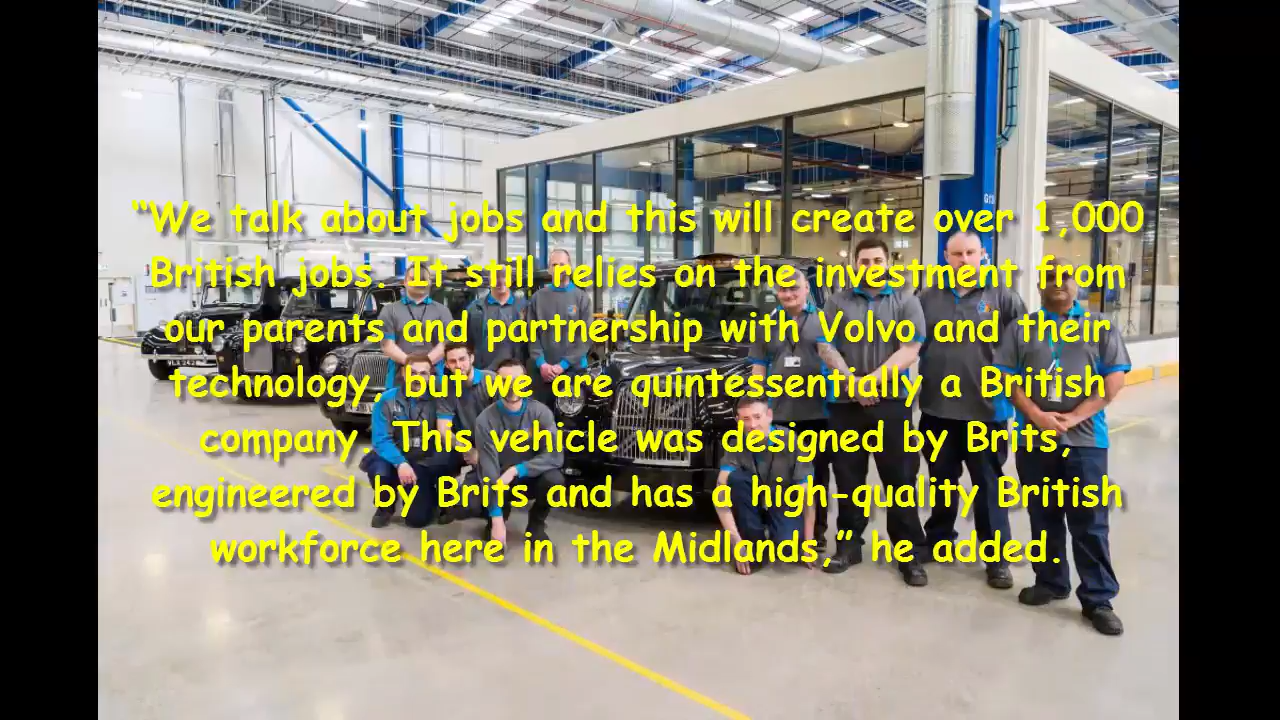 “We talk about jobs and this will create over 1,000
British jobs. It still relies on the investment from
our parents and partnership with Volvo and their
technology, but we are quintessentially a British
company. This vehicle was designed by Brits,
engineered by Brits and has a high-quality British
workforce here in the Midlands,” he added.